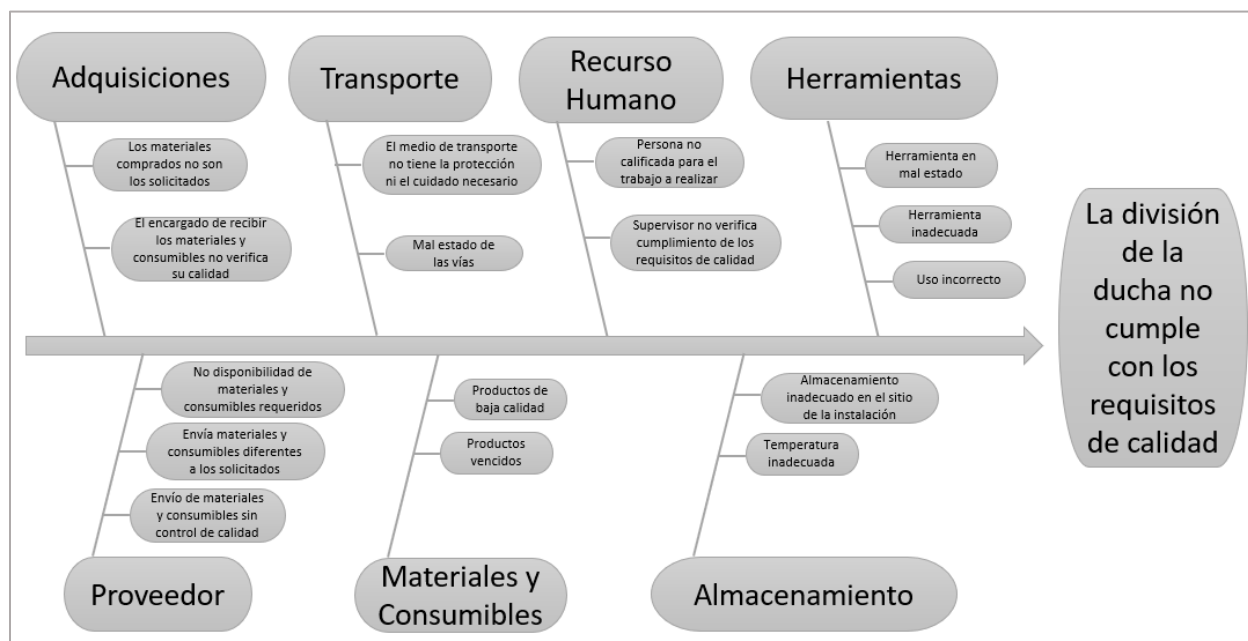 Adquisiciones
Los materiales
comprados no son
los solicitados
El encargado de recibir
los materiales y
consumibles no verifica
su calidad
Transporte
El medio de transporte
no tiene la protección
ni el cuidado necesario
Mal estado de
las vías
Recurso
Humano
Persona no
calificada para el
trabajo a realizar
Supervisor no verifica
cumplimiento de los
requisitos de calidad
Herramientas
Herramienta en
mal estado
Herramienta
inadecuada
Uso incorrecto
La división
de la
ducha no
cumple
con los
requisitos
de calidad
No disponibilidad de
materiales y
consumibles requeridos
Envía materiales y
consumibles diferentes
a los solicitados
Envío de materiales
y consumibles sin
control de calidad
Proveedor
Productos de
baja calidad
Productos
vencidos
Materiales y
Consumibles
Almacenamiento
inadecuado en el sitio
de la instalación
Temperatura
inadecuada
Almacenamiento